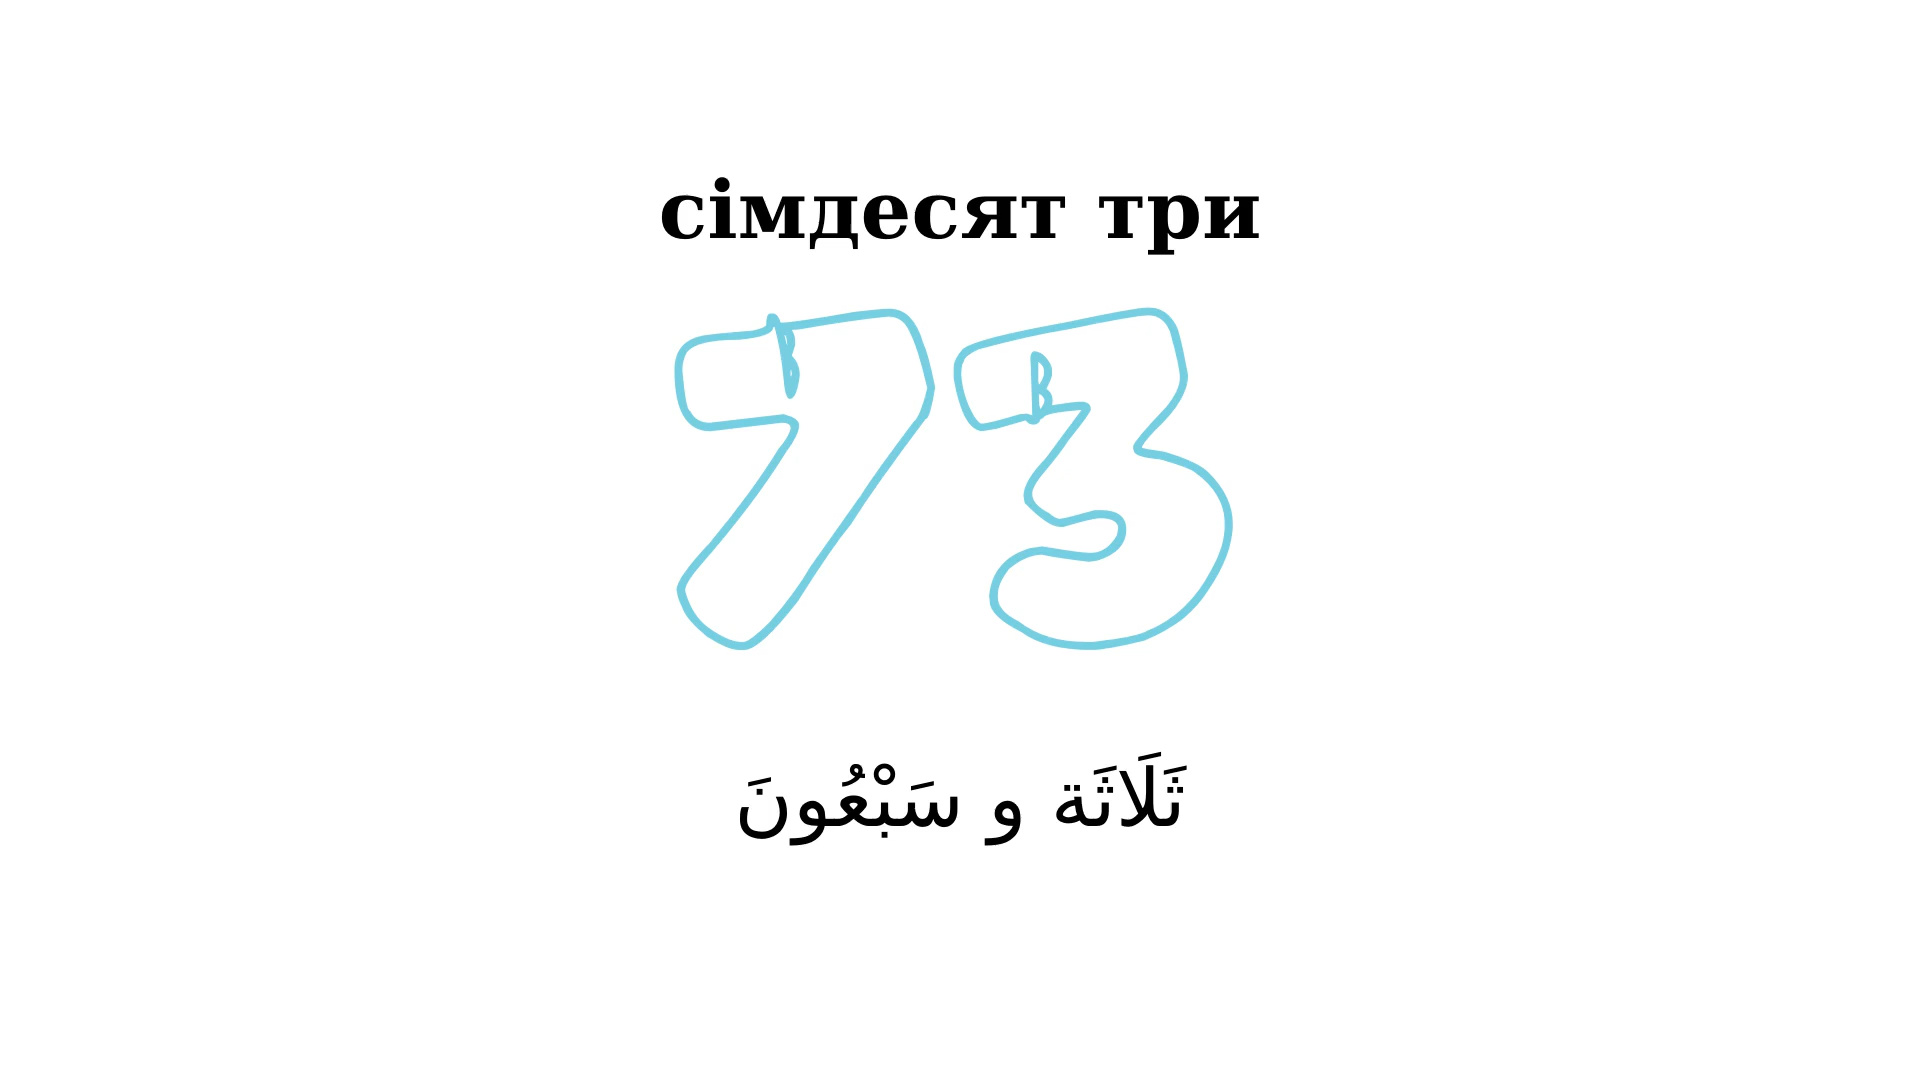 сімдесят три
73
ثَلَاثَة و سَبْعُونَ